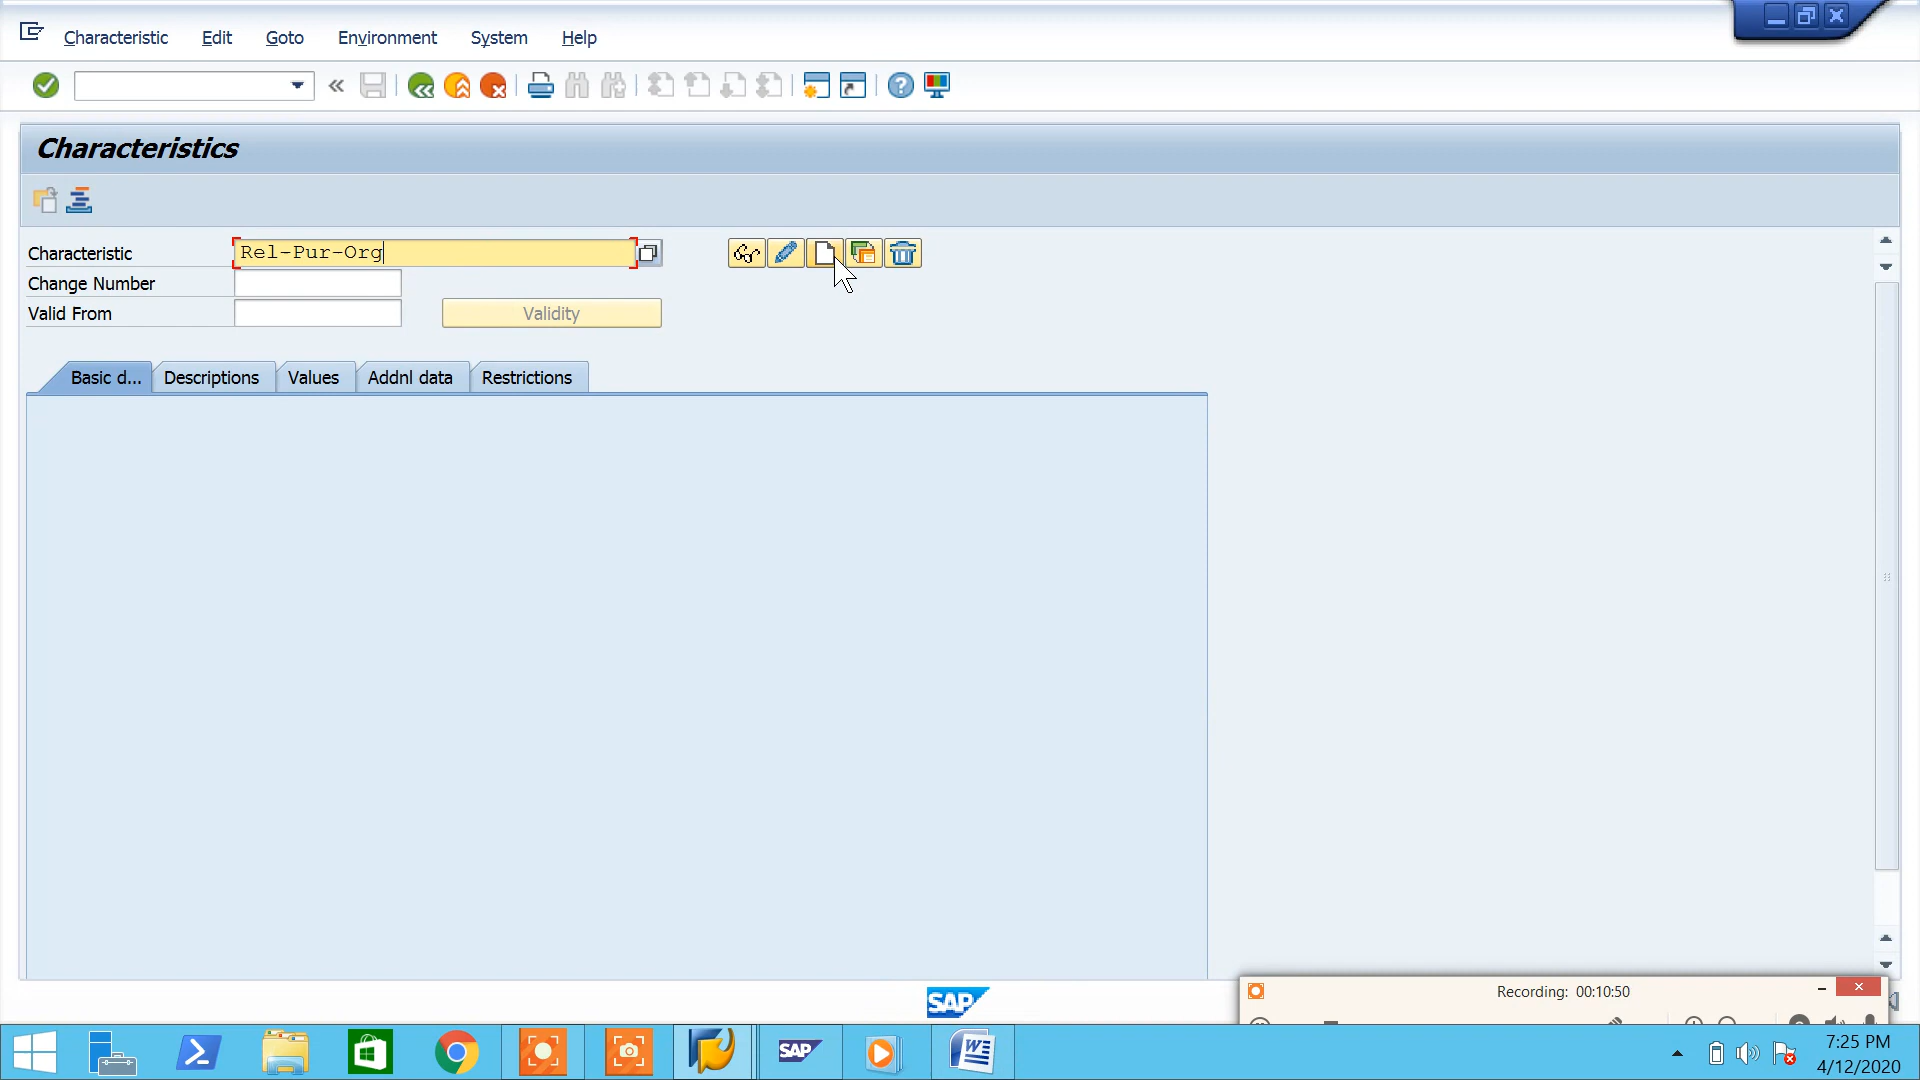 Characteristic Edit Goto Environment System Help
Characteristics
Characteristic Rel-Pur-Org
Change Number
Valid From Validity
Basic d... Descriptions Values Addnl data Restrictions
SAP
Recording: 00:10:50
SAP
7:25 PM
4/12/2020